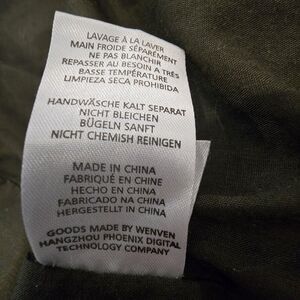 LAVAGE À LA LAVER
MAIN FROIDE SÉPARÉMENT
NE PAS BLANCHIR
REPASSER AU BESOIN A TRÈS
BASSE TEMPÉRATURE
LIMPIEZA SECA PROHIBIDA
HANDWÄSCHE KALT SEPARAT
NICHT BLEICHEN
BÜGELN SANFT
NICHT CHEMISH REINIGEN
MADE IN CHINA
FABRIQUÉ EN CHINE
HECHO EN CHINA
FABRICADO NA CHINA
HERGESTELLT IN CHINA
GOODS MADE BY WENVEN
HANGZHOU PHOENIX DIGITAL
TECHNOLOGY COMPANY